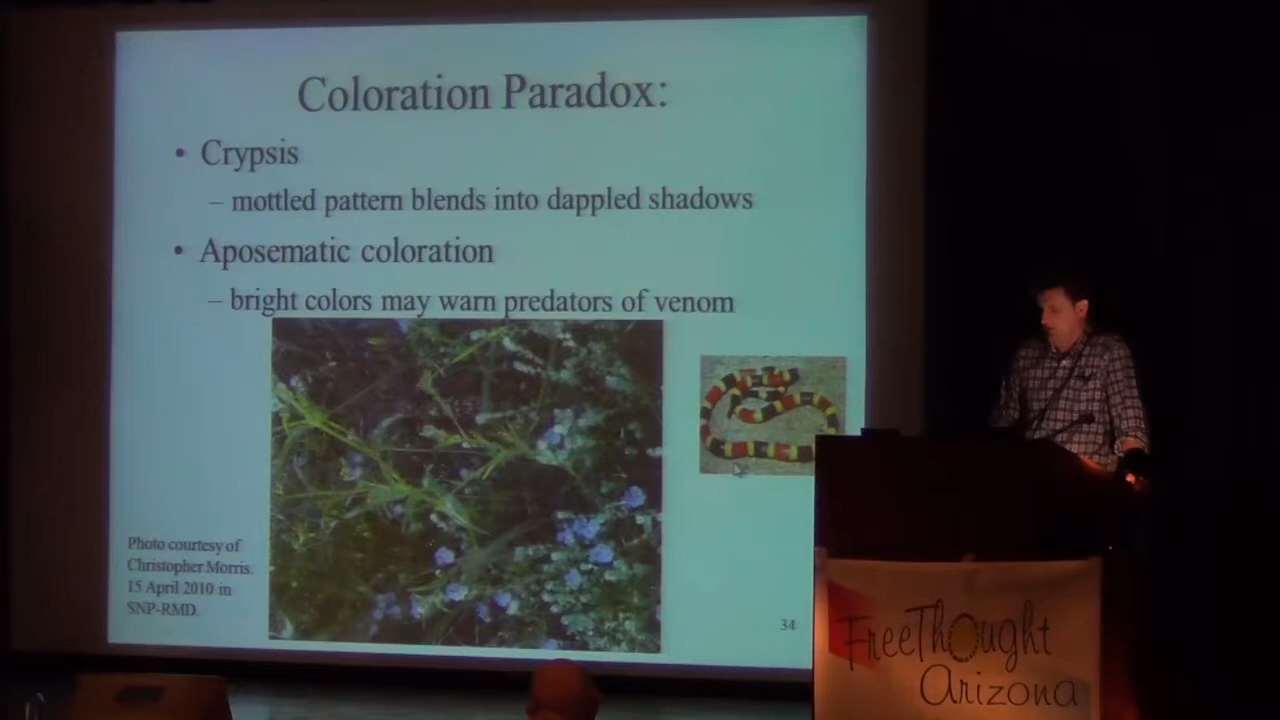 Coloration Paradox:
• Crypsis
– mottled pattern blends into dappled shadows
• Aposematic coloration
– bright colors may warn predators of venom
Photo courtesy of
Christopher Morris.
15 April 2010 in
SNP-RMD.
34
FreeThought
Arizona